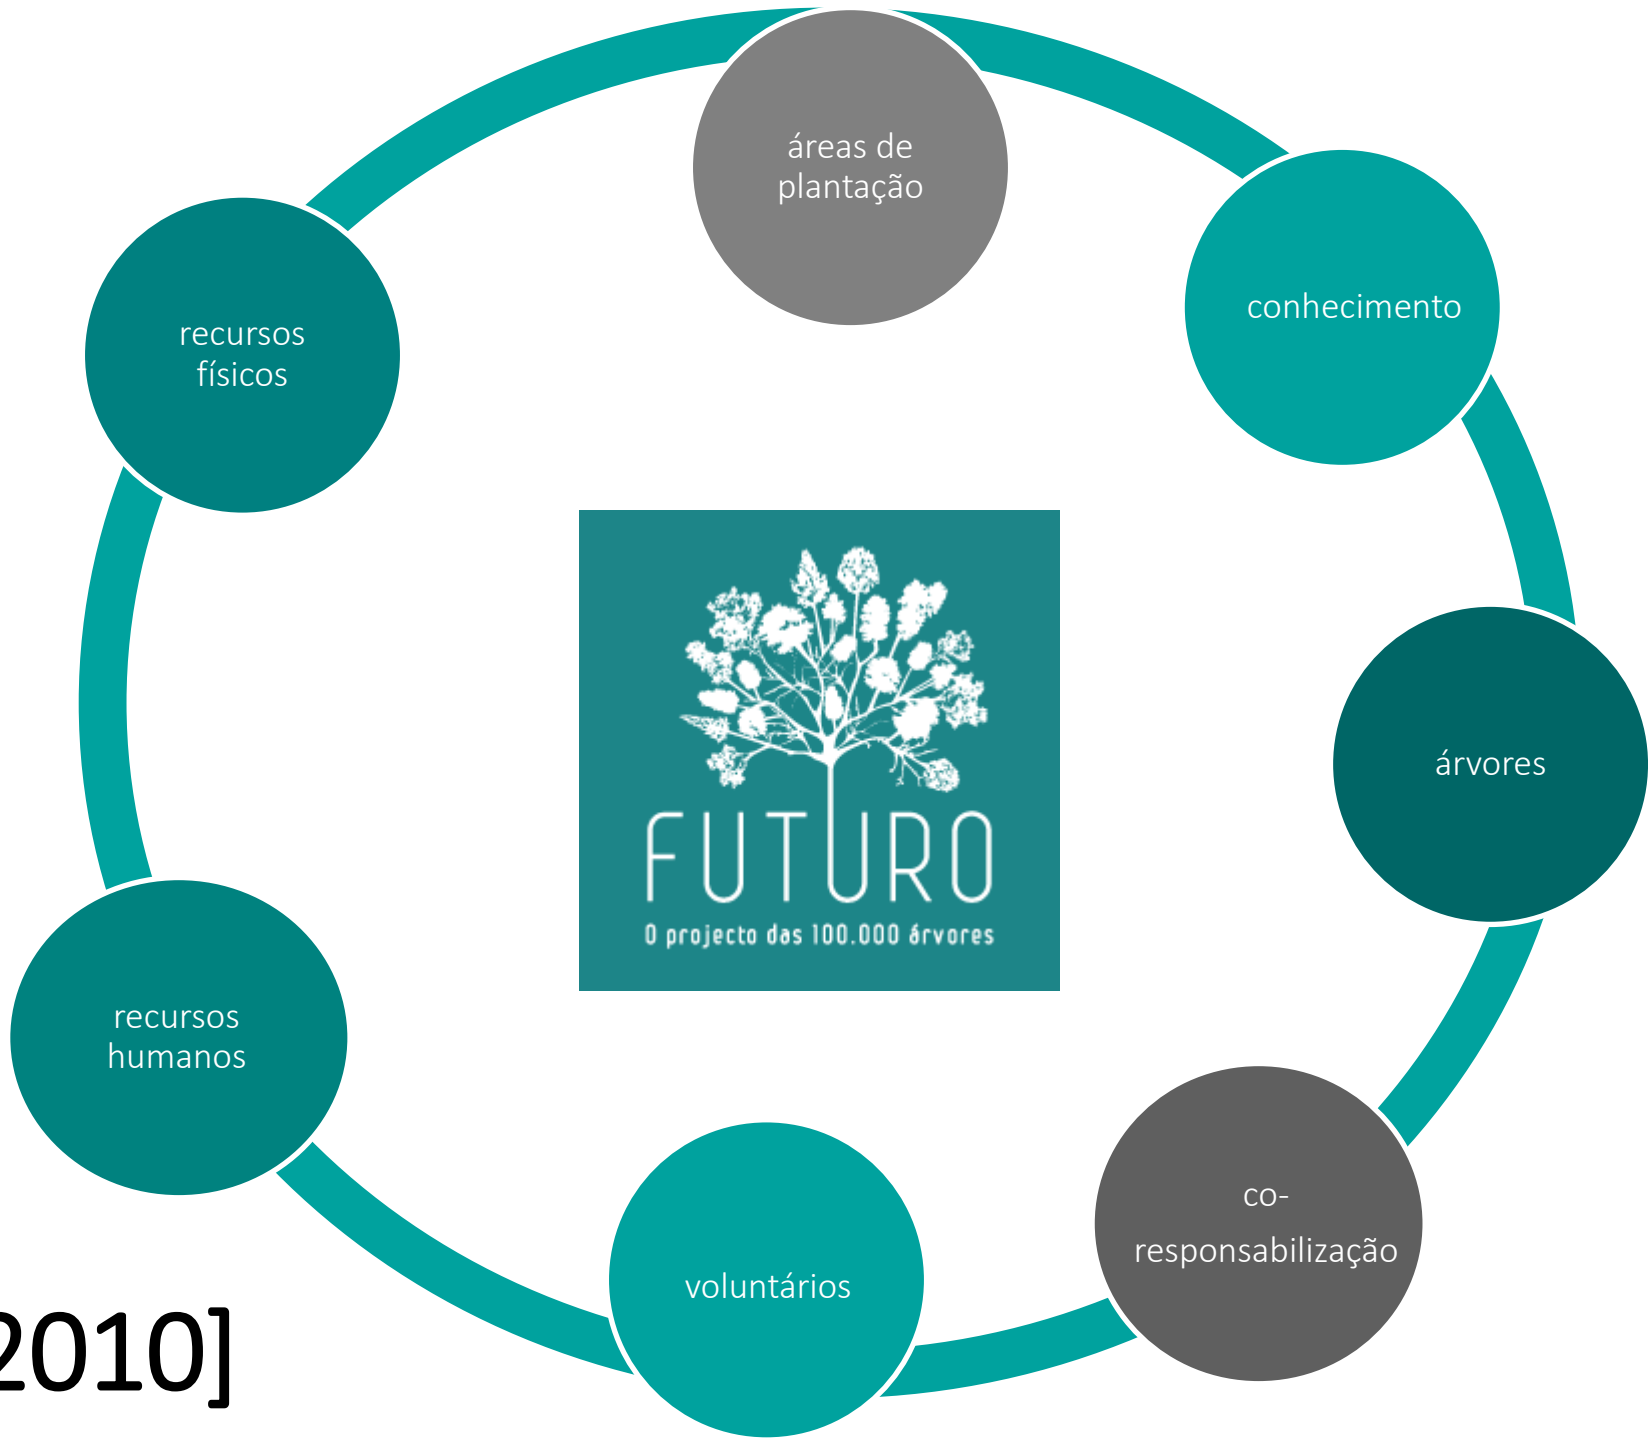 áreas de
plantação
conhecimento
recursos
físicos
árvores
FUTURO
O projecto das 100.000 árvores
recursos
humanos
co-
responsabilização
voluntários
2010]